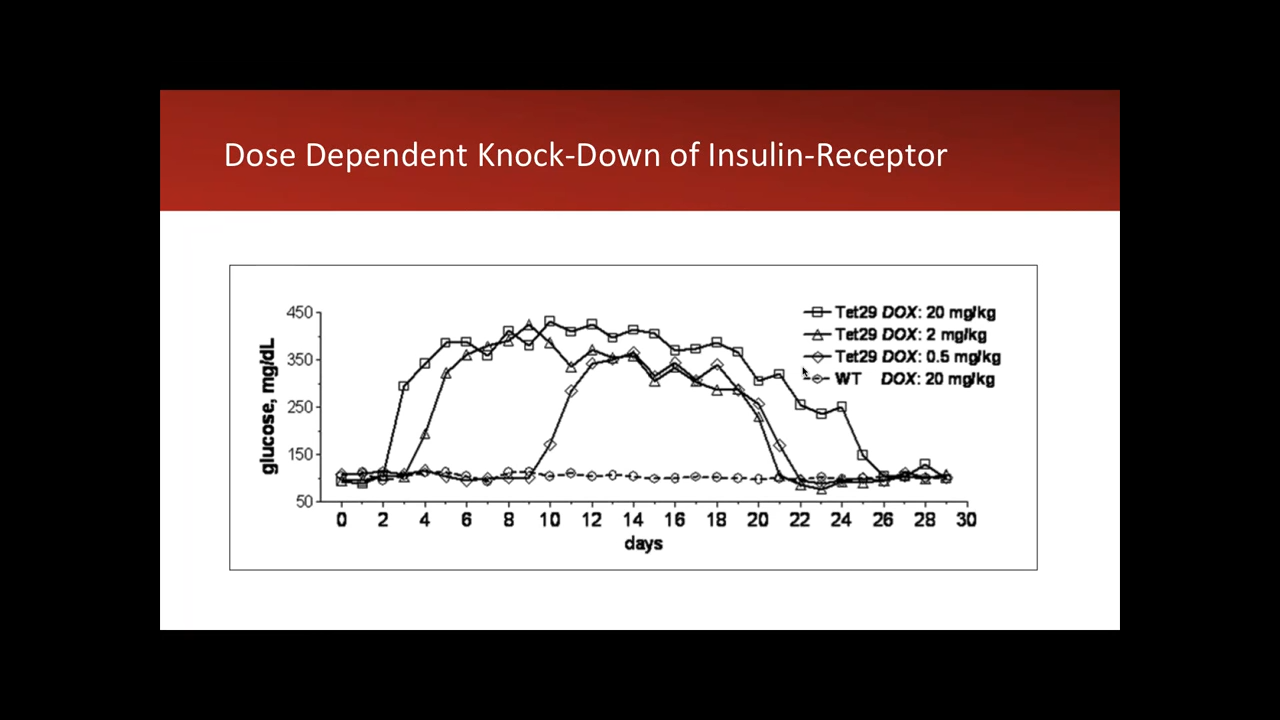 Dose Dependent Knock-Down of Insulin-Receptor
450
350
250
150
50
glucose, mg/dL
Tet29 DOX: 20 mg/kg
Tet29 DOX: 2 mg/kg
Tet29 DOX: 0.5 mg/kg
WT DOX: 20 mg/kg
0 2 4 6 8 10 12 14 16 18 20 22 24 26 28 30
days